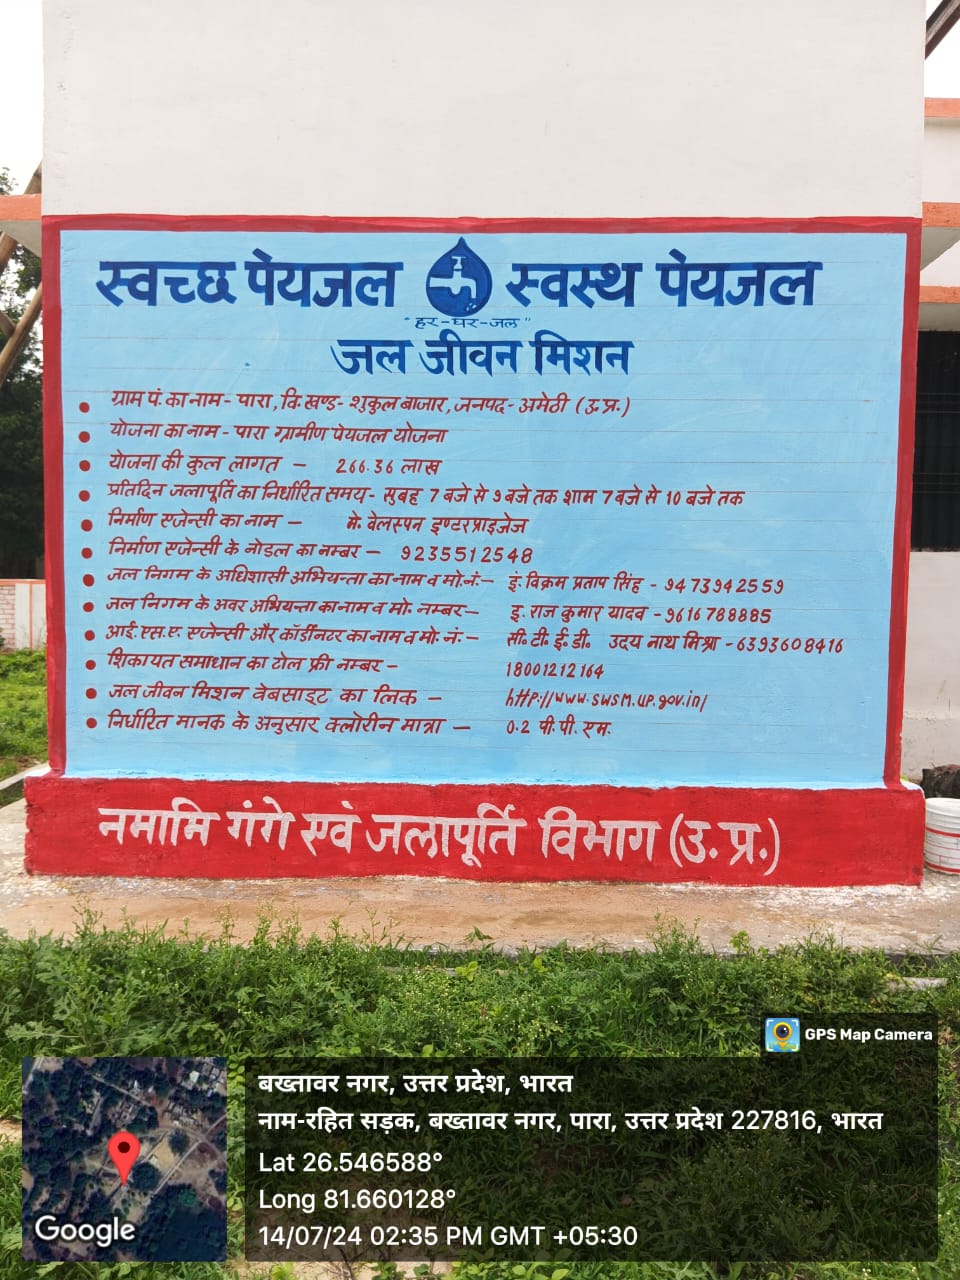 स्वच्छ पेयजल स्वस्थ पेयजल
"हर-घर-जल"
जल जीवन मिशन
ग्राम पं. का नाम - पारा, वि. खण्ड - शुकुल बाजार, जनपद - अमेठी (उ.प्र.)
योजना का नाम - पारा ग्रामीण पेयजल योजना
योजना की कुल लागत - 266.36 लाख
प्रतिदिन जलापूर्ति का निर्धारित समय - सुबह 7 बजे से 9 बजे तक शाम 7 बजे से 10 बजे तक
निर्माण एजेन्सी का नाम - मे. वेलस्पन इण्टरप्राइजेज
निर्माण एजेन्सी के नोडल का नम्बर - 9235512548
जल निगम के अधिशासी अभियन्ता का नाम व मो.नं.- इं. विक्रम प्रताप सिंह - 9473942559
जल निगम के अवर अभियन्ता का नाम व मो. नम्बर- इ. राज कुमार यादव - 9616788885
आई.एस.ए. एजेन्सी और कॉर्डीनेटर का नाम व मो. नं.- सी.टी.ई.डी. उदय नाथ मिश्रा - 6393608416
शिकायत समाधान का टोल फ्री नम्बर - 18001212164
जल जीवन मिशन वेबसाइट का लिंक - http://www.swsm.up.gov.in/
निर्धारित मानक के अनुसार क्लोरीन मात्रा - 0.2 पी.पी.एम.
नमामि गंगे एवं जलापूर्ति विभाग (उ.प्र.)
GPS Map Camera
बख्तावर नगर, उत्तर प्रदेश, भारत
नाम-रहित सड़क, बख्तावर नगर, पारा, उत्तर प्रदेश 227816, भारत
Lat 26.546588°
Long 81.660128°
14/07/24 02:35 PM GMT +05:30
Google